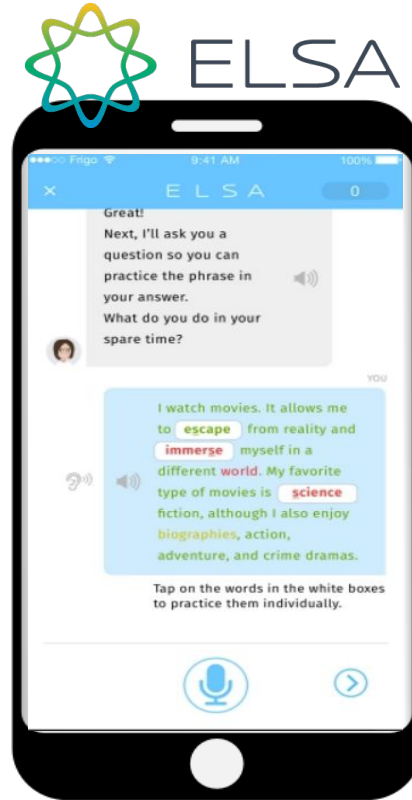 ELSA
Frigo 9:41 AM 100%
× ELSA 0
Great!
Next, I'll ask you a
question so you can
practice the phrase in
your answer.
What do you do in your
spare time?
YOU
I watch movies. It allows me
to escape from reality and
immerse myself in a
different world. My favorite
type of movies is science
fiction, although I also enjoy
biographies, action,
adventure, and crime dramas.
Tap on the words in the white boxes
to practice them individually.